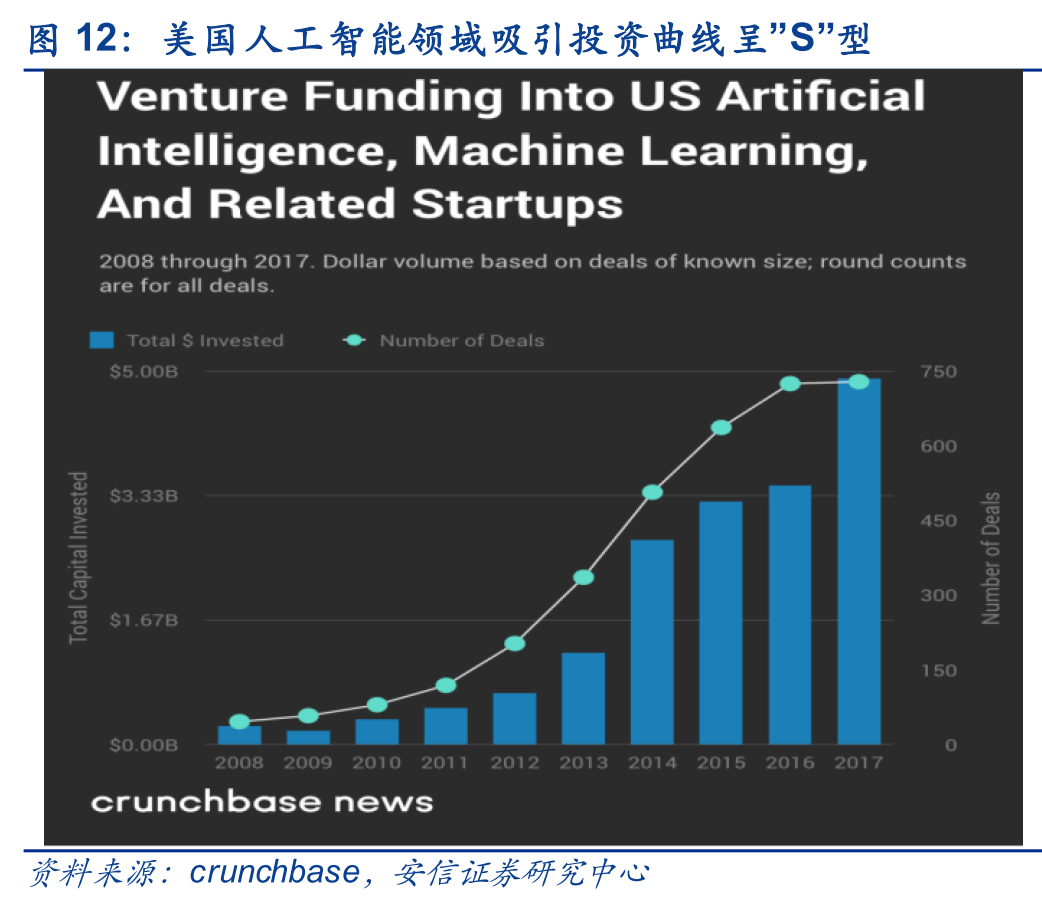 图 12： 美国人工智能领域吸引投资曲线呈”S”型
Venture Funding Into US Artificial
Intelligence, Machine Learning,
And Related Startups
2008 through 2017. Dollar volume based on deals of known size; round counts
are for all deals.
Total $ Invested
Number of Deals
$5.00B
$3.33B
$1.67B
$0.00B
Total Capital Invested
750
600
450
300
150
0
Number of Deals
2008 2009 2010 2011 2012 2013 2014 2015 2016 2017
crunchbase news
资料来源：crunchbase，安信证券研究中心